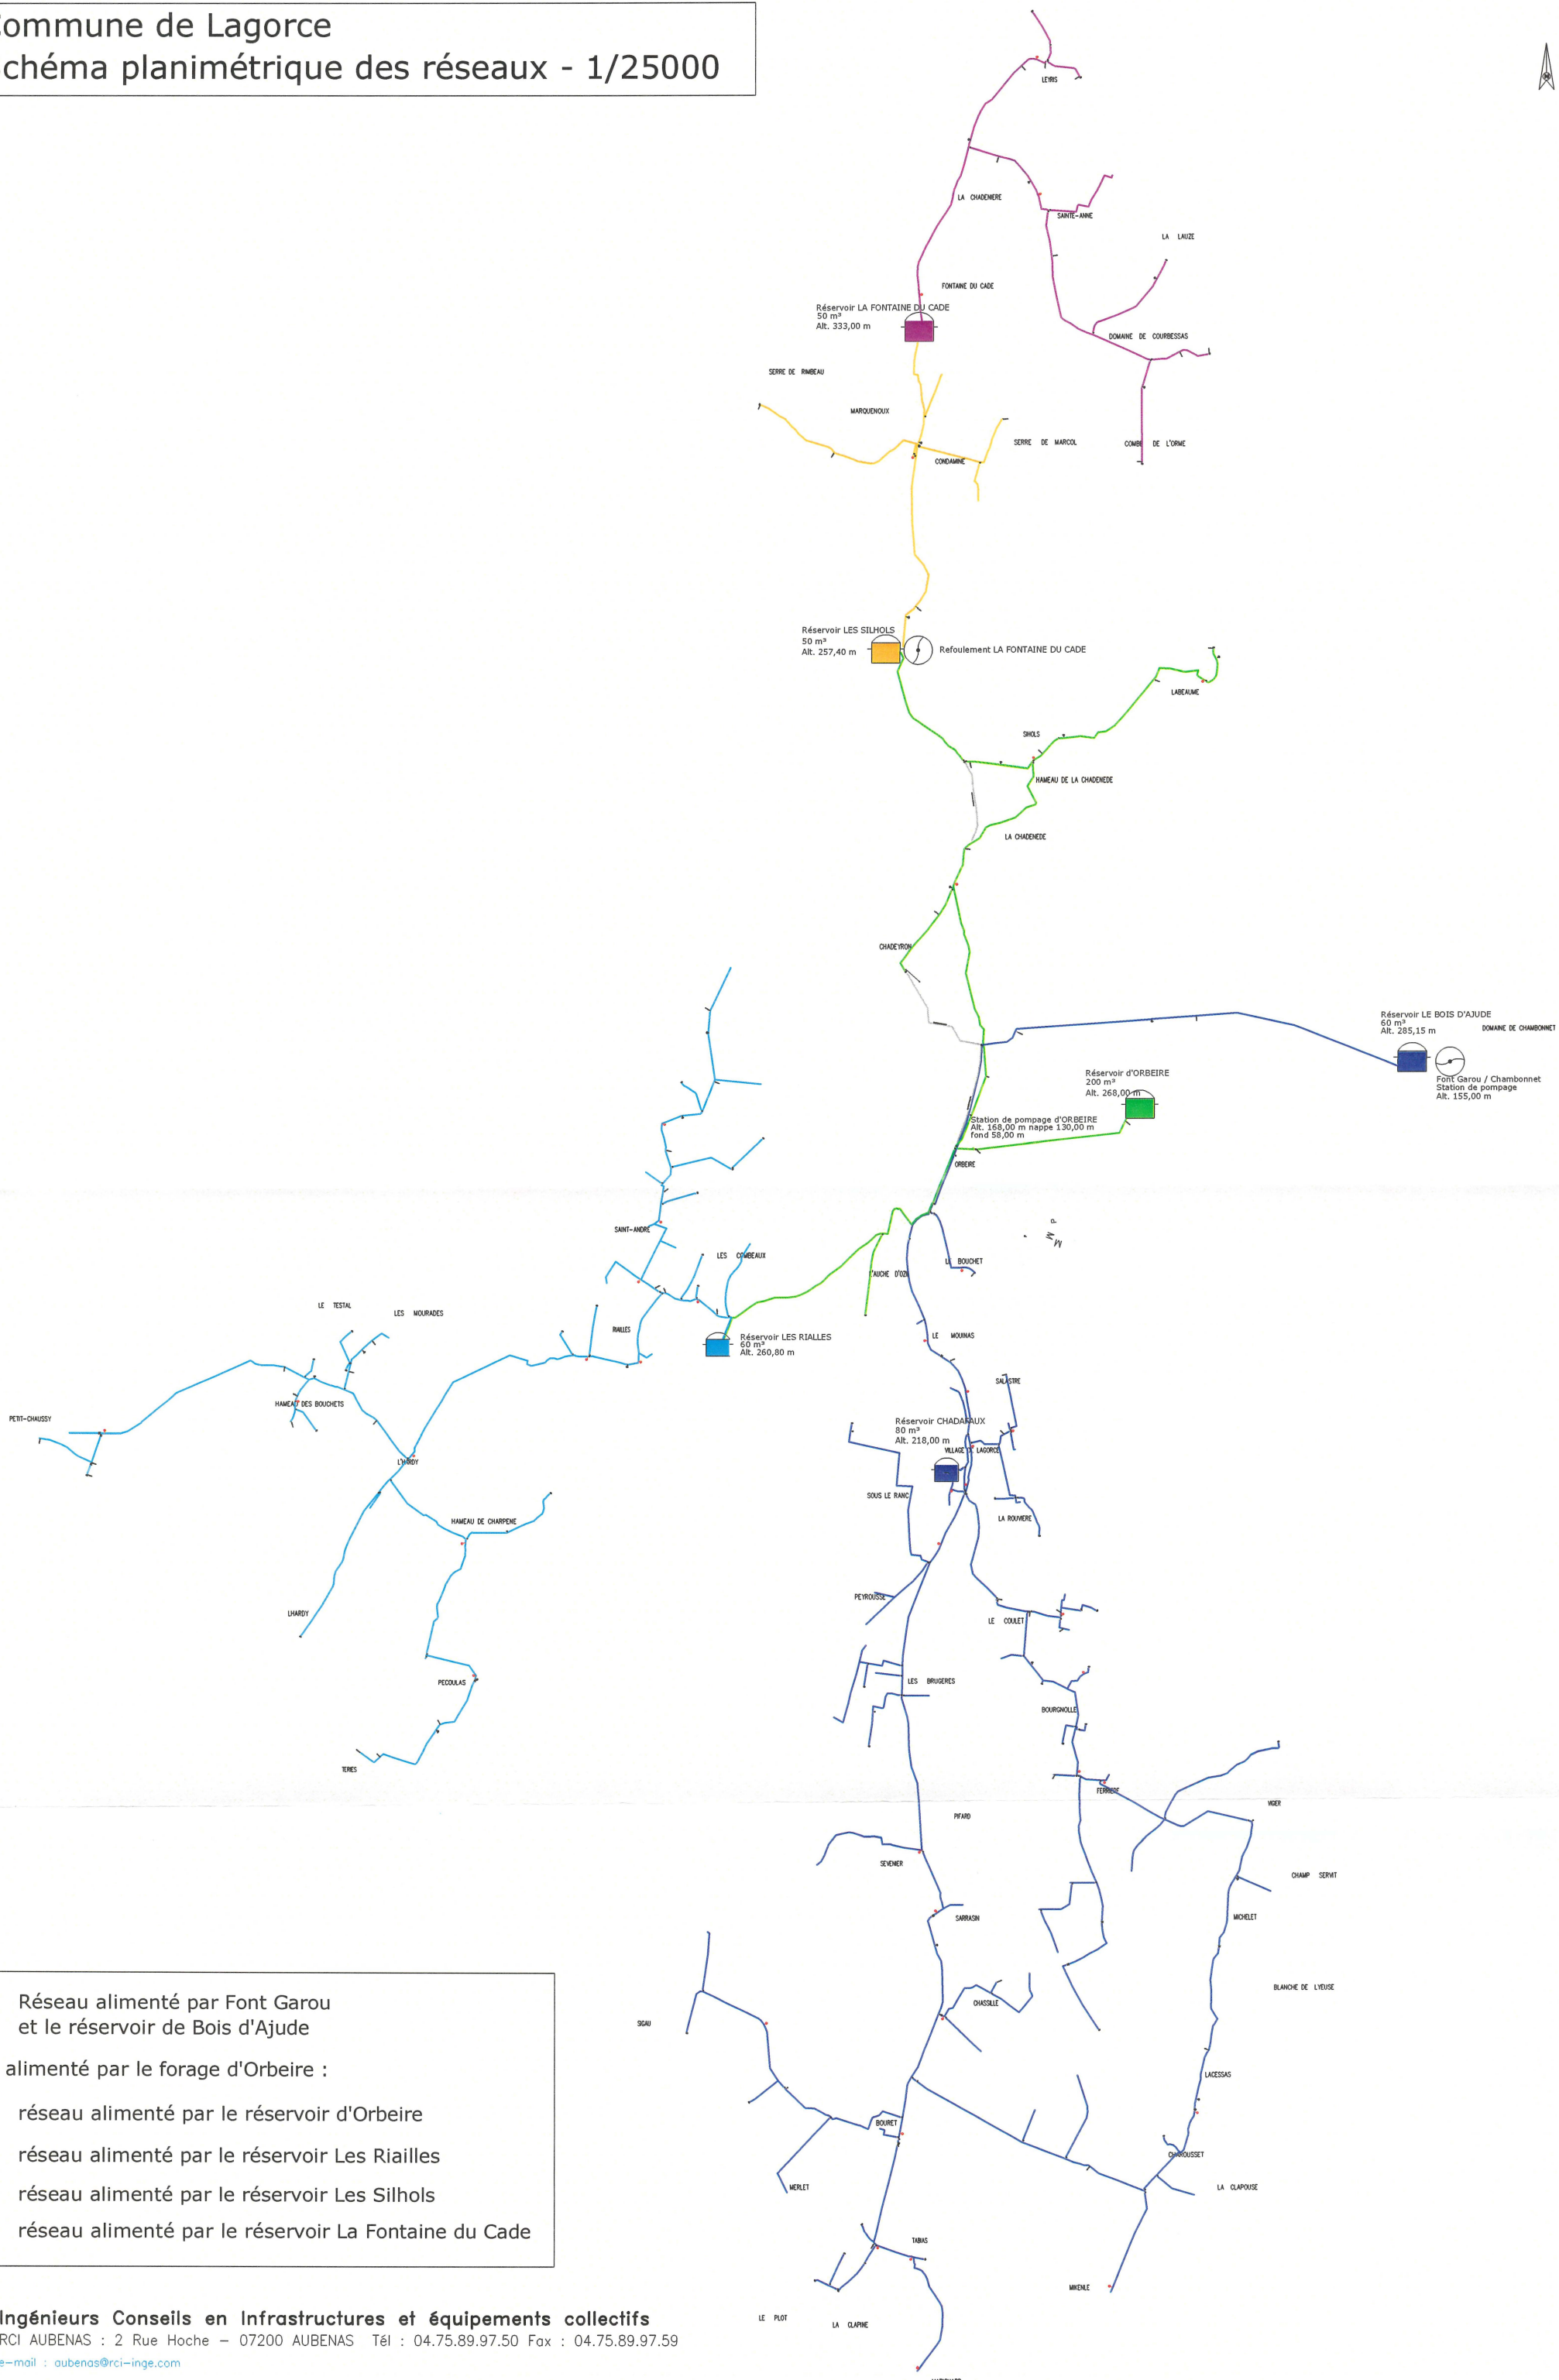 ommune de Lagorce
chéma planimétrique des réseaux - 1/25000
LEYRIS
LA CHADENIERE
SAINTE-ANNE
LA LAUZE
FONTAINE DU CADE
Réservoir LA FONTAINE DU CADE
50 m³
Alt. 333,00 m
DOMAINE DE COURBESSAS
SERRE DE RIMBEAU
MARQUENOUX
SERRE DE MARCOL
COMBE DE L'ORME
CONDAMINE
Réservoir LES SILHOLS
50 m³
Alt. 257,40 m
Refoulement LA FONTAINE DU CADE
LABEAUME
SIHOLS
HAMEAU DE LA CHADENEDE
LA CHADENEDE
CHADEYRON
Réservoir LE BOIS D'AJUDE
60 m³
Alt. 285,15 m
DOMAINE DE CHAMBONNET
Font Garou / Chambonnet
Station de pompage
Alt. 155,00 m
Réservoir d'ORBEIRE
200 m³
Alt. 268,00 m
Station de pompage d'ORBEIRE
Alt. 168,00 m nappe 130,00 m
fond 58,00 m
ORBEIRE
SAINT-ANDRE
LES COMBEAUX
LE BOUCHET
L'AUCHE D'OZIL
LE TESTAL
LES MOURADES
RIAILLES
Réservoir LES RIALLES
60 m³
Alt. 260,80 m
LE MOUINAS
SALASTRE
HAMEAU DES BOUCHETS
PETIT-CHAUSSY
Réservoir CHADAFAUX
80 m³
Alt. 218,00 m
VILLAGE DE LAGORCE
L'HARDY
SOUS LE RANC
HAMEAU DE CHARPENE
LA ROUVIERE
PEYROUSSE
LHARDY
LE COULET
PECOULAS
LES BRUGERES
BOURGNOLLE
TERIES
FERRIERE
VIGER
PIFARD
SEVENIER
CHAMP SERVIT
SARRASIN
MICHELET
BLANCHE DE LYEUSE
CHASSILLE
SIGAU
Réseau alimenté par Font Garou
et le réservoir de Bois d'Ajude
alimenté par le forage d'Orbeire :
réseau alimenté par le réservoir d'Orbeire
réseau alimenté par le réservoir Les Riailles
réseau alimenté par le réservoir Les Silhols
réseau alimenté par le réservoir La Fontaine du Cade
LACESSAS
BOURET
CHAROUSSET
MERLET
LA CLAPOUSE
TABIAS
MIKENLE
LE PLOT
LA CLAPINE
Ingénieurs Conseils en Infrastructures et équipements collectifs
RCI AUBENAS : 2 Rue Hoche – 07200 AUBENAS Tél : 04.75.89.97.50 Fax : 04.75.89.97.59
e-mail : aubenas@rci-inge.com